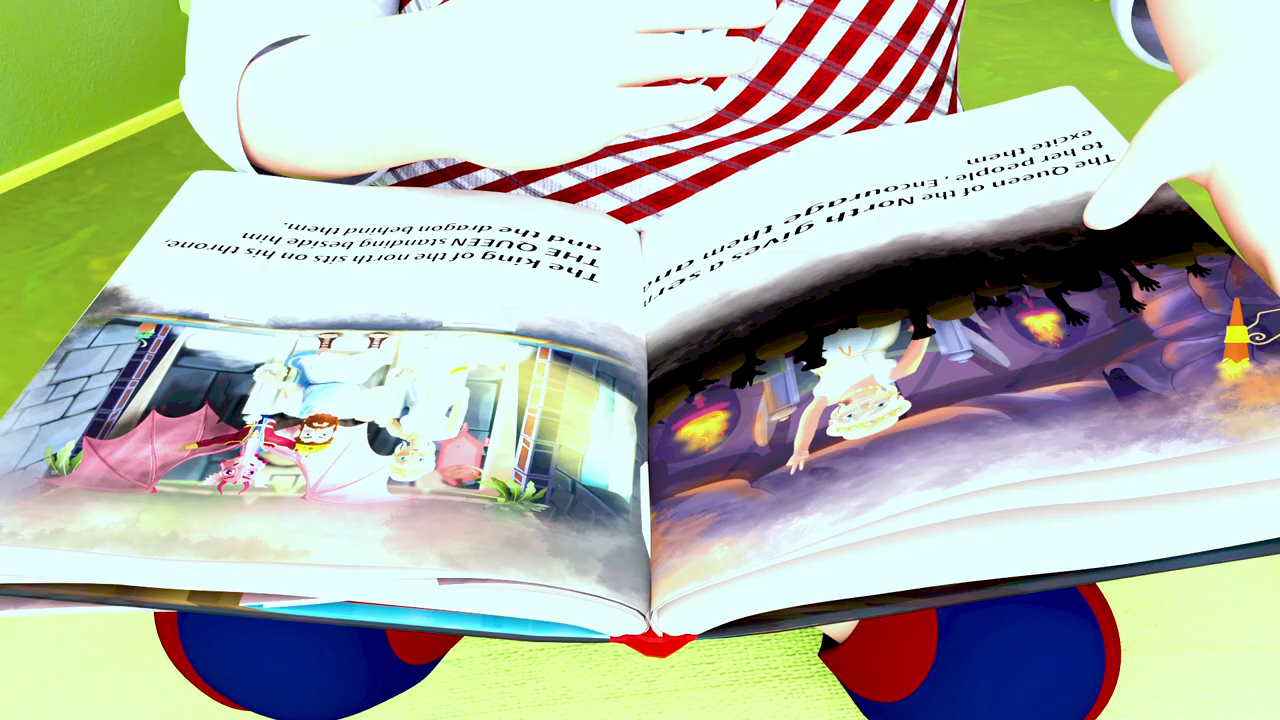 The Queen of the North gives a
to her people , Encourage them and
excite them
The king of the north sits on his throne,
THE QUEEN standing beside him
and the dragon behind them.